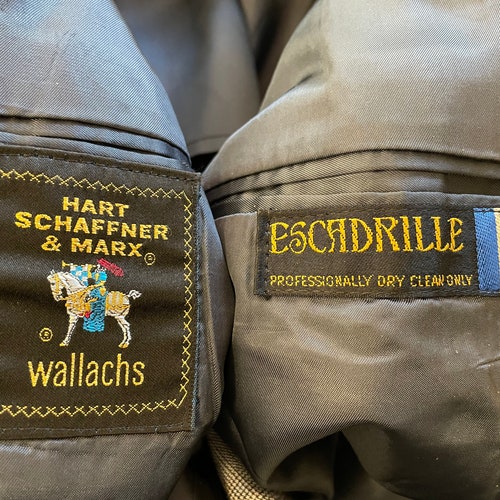 HART
SCHAFFNER
& MARX®
®
wallachs
ESCADRILLE
PROFESSIONALLY DRY CLEAN ONLY